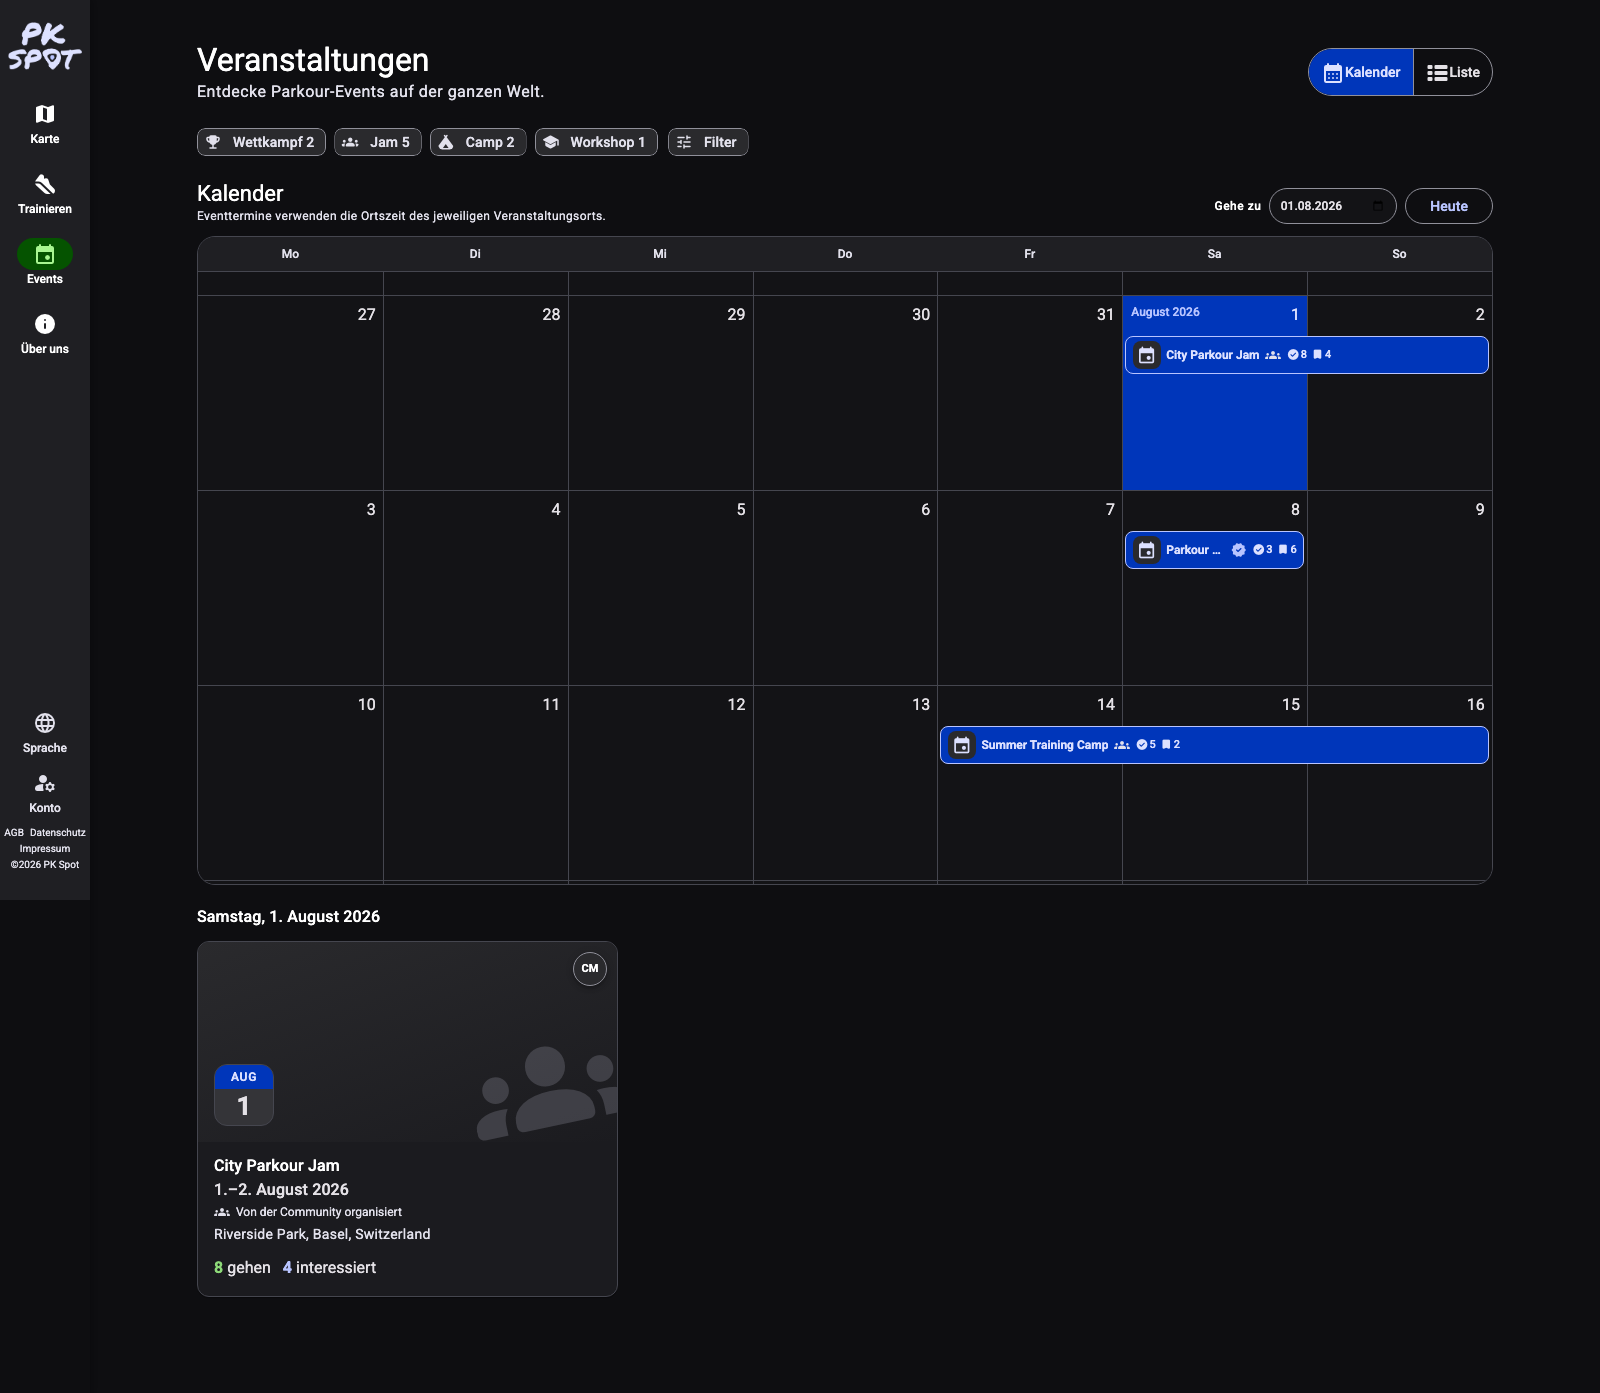 PK
SPOT
Karte
Trainieren
Events
Über uns
Sprache
Konto
AGB Datenschutz
Impressum
©2026 PK Spot
Veranstaltungen
Entdecke Parkour-Events auf der ganzen Welt.
Kalender Liste
Wettkampf 2 Jam 5 Camp 2 Workshop 1 Filter
Kalender
Eventtermine verwenden die Ortszeit des jeweiligen Veranstaltungsorts.
Gehe zu 01.08.2026 Heute
Mo Di Mi Do Fr Sa So
27 28 29 30 31 August 2026 1 2
City Parkour Jam 8 4
3 4 5 6 7 8 9
Parkour ... 3 6
10 11 12 13 14 15 16
Summer Training Camp 5 2
Samstag, 1. August 2026
CM
AUG
1
City Parkour Jam
1.–2. August 2026
Von der Community organisiert
Riverside Park, Basel, Switzerland
8 gehen 4 interessiert